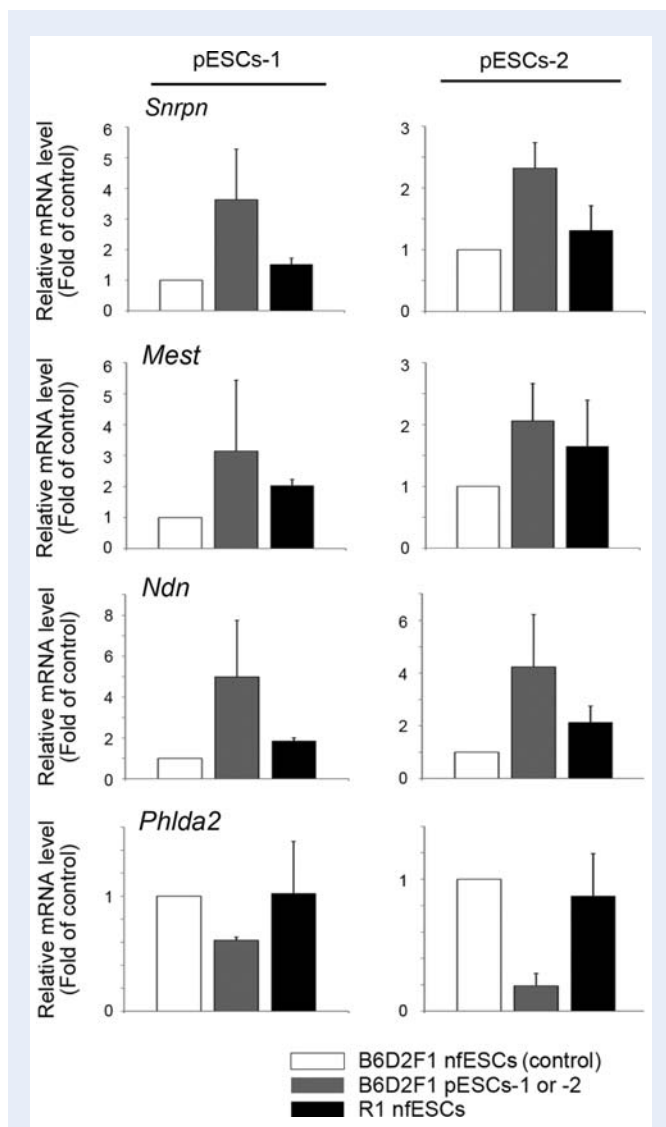 pESCs-1
pESCs-2
Snrpn
Relative mRNA level
(Fold of control)
6
5
4
3
2
1
0
3
2
1
0
Mest
Relative mRNA level
(Fold of control)
6
5
4
3
2
1
0
3
2
1
0
Ndn
Relative mRNA level
(Fold of control)
8
6
4
2
0
6
4
2
0
Phlda2
Relative mRNA level
(Fold of control)
1
0
1
0
B6D2F1 nfESCs (control)
B6D2F1 pESCs-1 or -2
R1 nfESCs